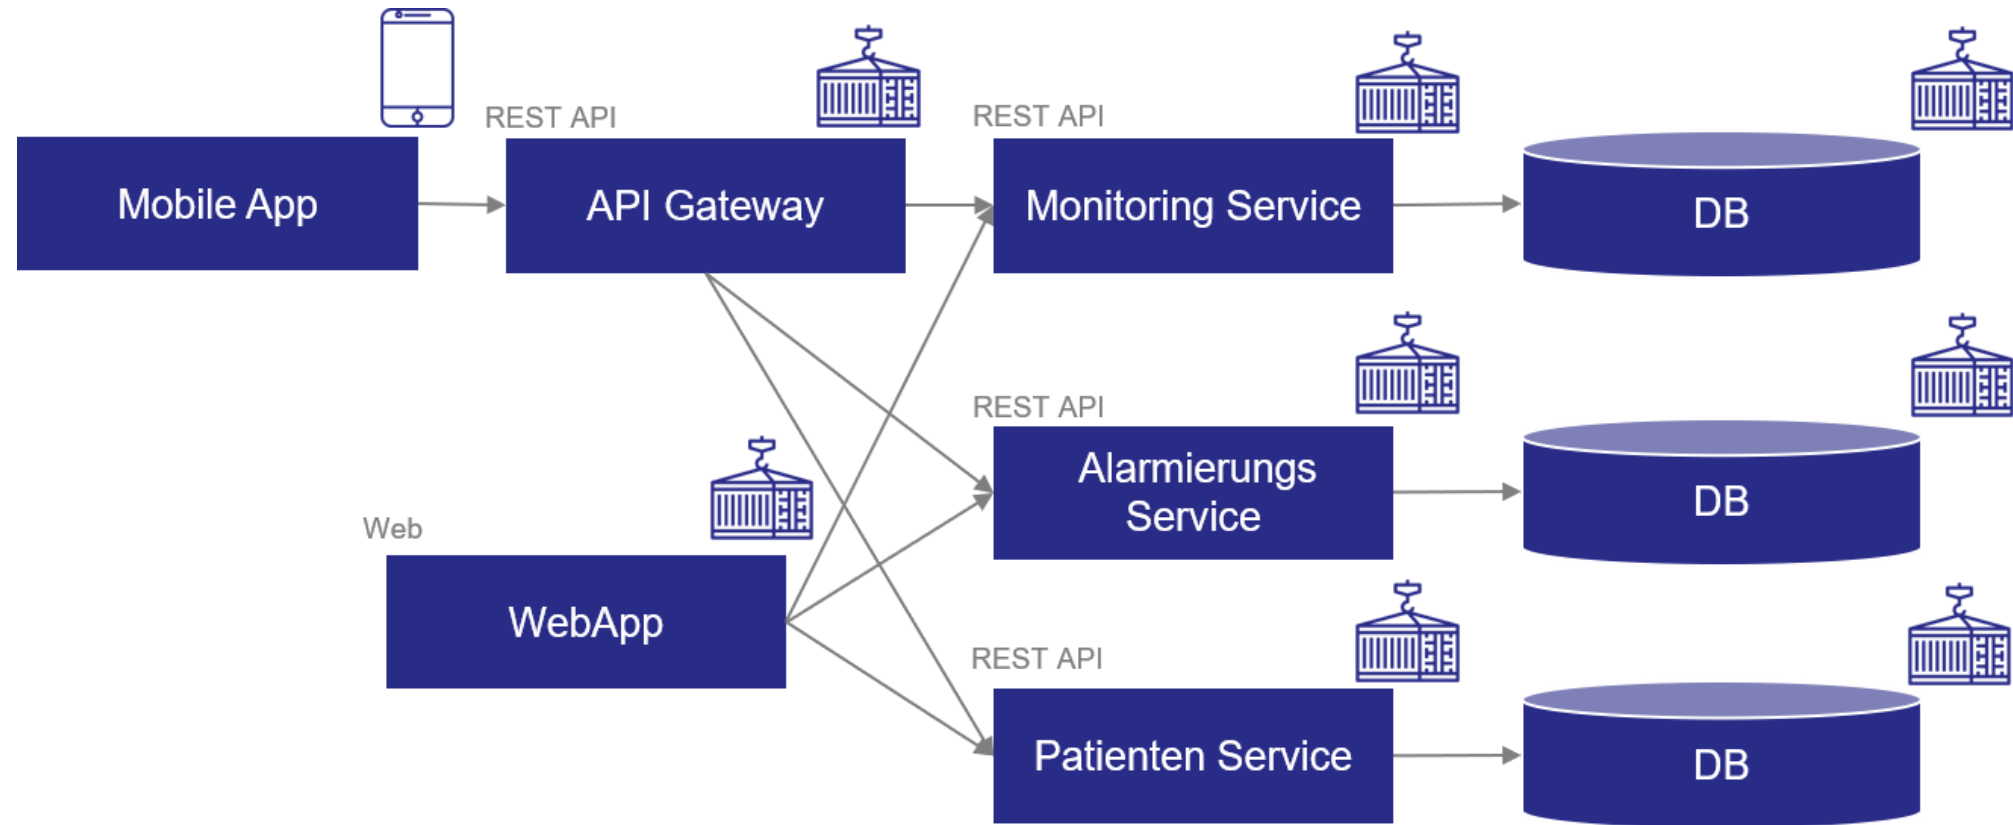 REST API
REST API
Mobile App
API Gateway
Monitoring Service
DB
REST API
Alarmierungs
Service
DB
Web
WebApp
REST API
Patienten Service
DB